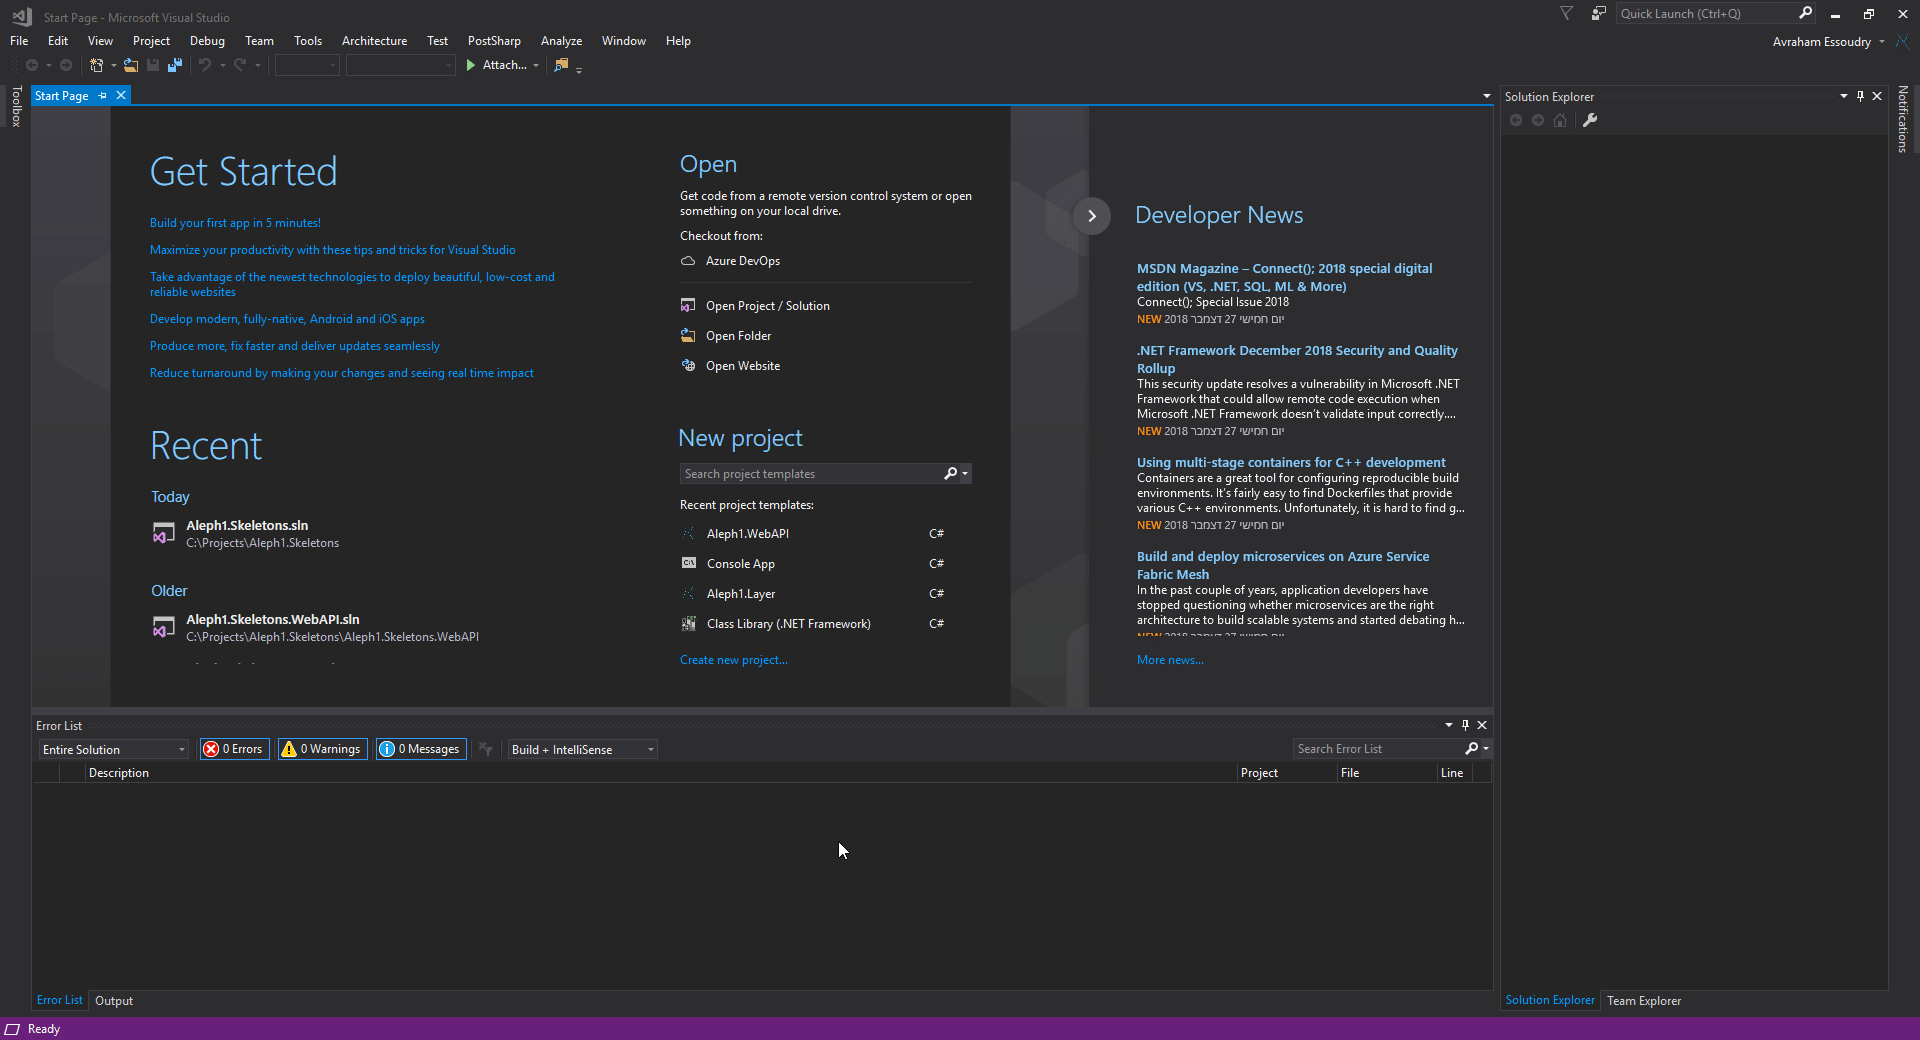 Start Page - Microsoft Visual Studio
Quick Launch (Ctrl+Q)
File Edit View Project Debug Team Tools Architecture Test PostSharp Analyze Window Help
Avraham Essoudry
Attach...
Toolbox
Start Page
Get Started
Build your first app in 5 minutes!
Maximize your productivity with these tips and tricks for Visual Studio
Take advantage of the newest technologies to deploy beautiful, low-cost and
reliable websites
Develop modern, fully-native, Android and iOS apps
Produce more, fix faster and deliver updates seamlessly
Reduce turnaround by making your changes and seeing real time impact
Recent
Today
Aleph1.Skeletons.sln
C:\Projects\Aleph1.Skeletons
Older
Aleph1.Skeletons.WebAPI.sln
C:\Projects\Aleph1.Skeletons\Aleph1.Skeletons.WebAPI
Open
Get code from a remote version control system or open
something on your local drive.
Checkout from:
Azure DevOps
Open Project / Solution
Open Folder
Open Website
New project
Search project templates
Recent project templates:
Aleph1.WebAPI C#
Console App C#
Aleph1.Layer C#
Class Library (.NET Framework) C#
Create new project...
Developer News
MSDN Magazine – Connect(); 2018 special digital
edition (VS, .NET, SQL, ML & More)
Connect(); Special Issue 2018
NEW יום חמישי 27 דצמבר 2018
.NET Framework December 2018 Security and Quality
Rollup
This security update resolves a vulnerability in Microsoft .NET
Framework that could allow remote code execution when
Microsoft .NET Framework doesn't validate input correctly....
NEW יום חמישי 27 דצמבר 2018
Using multi-stage containers for C++ development
Containers are a great tool for configuring reproducible build
environments. It's fairly easy to find Dockerfiles that provide
various C++ environments. Unfortunately, it is hard to find g...
NEW יום חמישי 27 דצמבר 2018
Build and deploy microservices on Azure Service
Fabric Mesh
In the past couple of years, application developers have
stopped questioning whether microservices are the right
architecture to build scalable systems and started debating h...
NEW יום חמישי 27 דצמבר 2018
More news...
Solution Explorer
Notifications
Error List
Entire Solution 0 Errors 0 Warnings 0 Messages Build + IntelliSense Search Error List
Description Project File Line
Error List Output
Solution Explorer Team Explorer
Ready